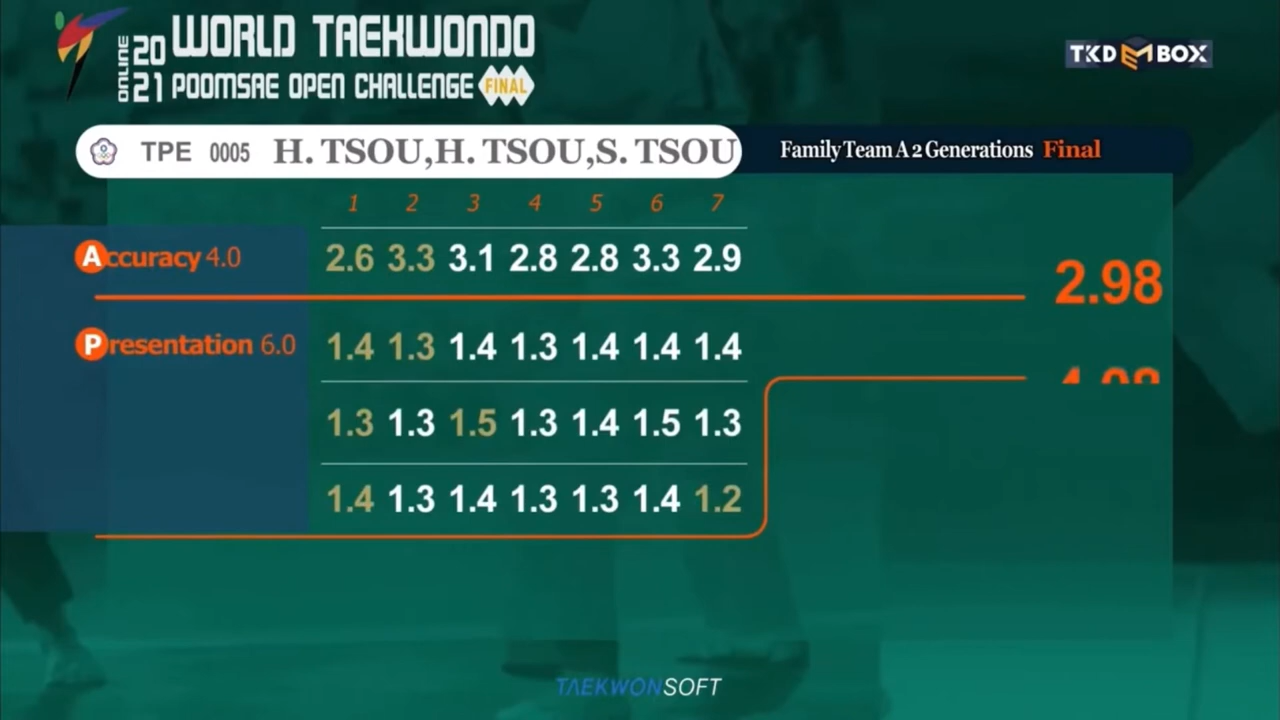 ONLINE 2021 WORLD TAEKWONDO
POOMSAE OPEN CHALLENGE FINAL
TKD BOX
TPE 0005 H. TSOU,H. TSOU,S. TSOU
Family Team A 2 Generations Final
1 2 3 4 5 6 7
Accuracy 4.0 2.6 3.3 3.1 2.8 2.8 3.3 2.9
2.98
Presentation 6.0 1.4 1.3 1.4 1.3 1.4 1.4 1.4
1.3 1.3 1.5 1.3 1.4 1.5 1.3
1.4 1.3 1.4 1.3 1.3 1.4 1.2
TAEKWONSOFT